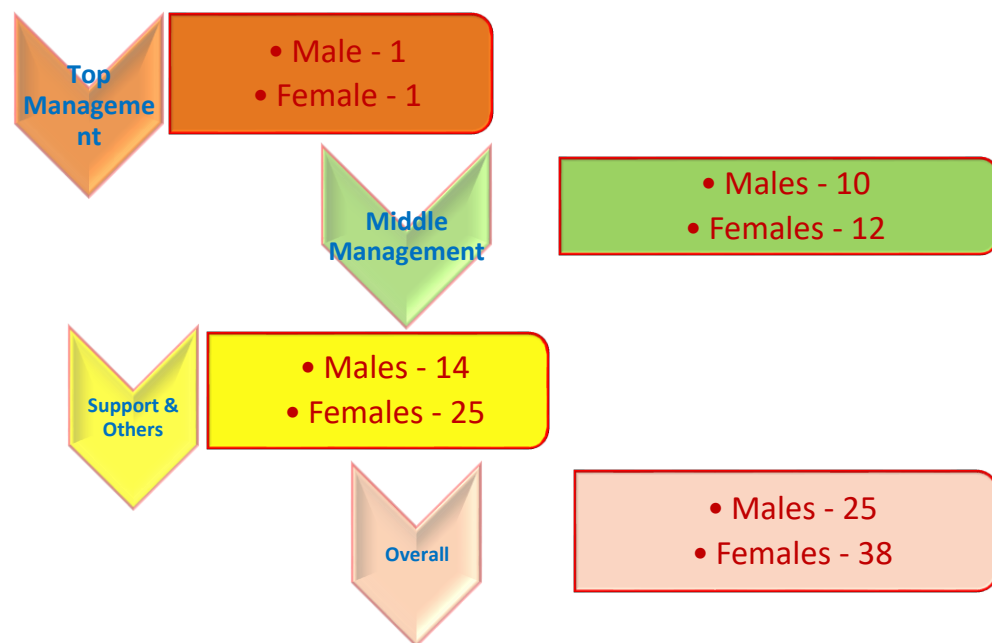 Top
Manageme
nt
• Male - 1
• Female - 1
Middle
Management
• Males - 10
• Females - 12
Support &
Others
• Males - 14
• Females - 25
Overall
• Males - 25
• Females - 38